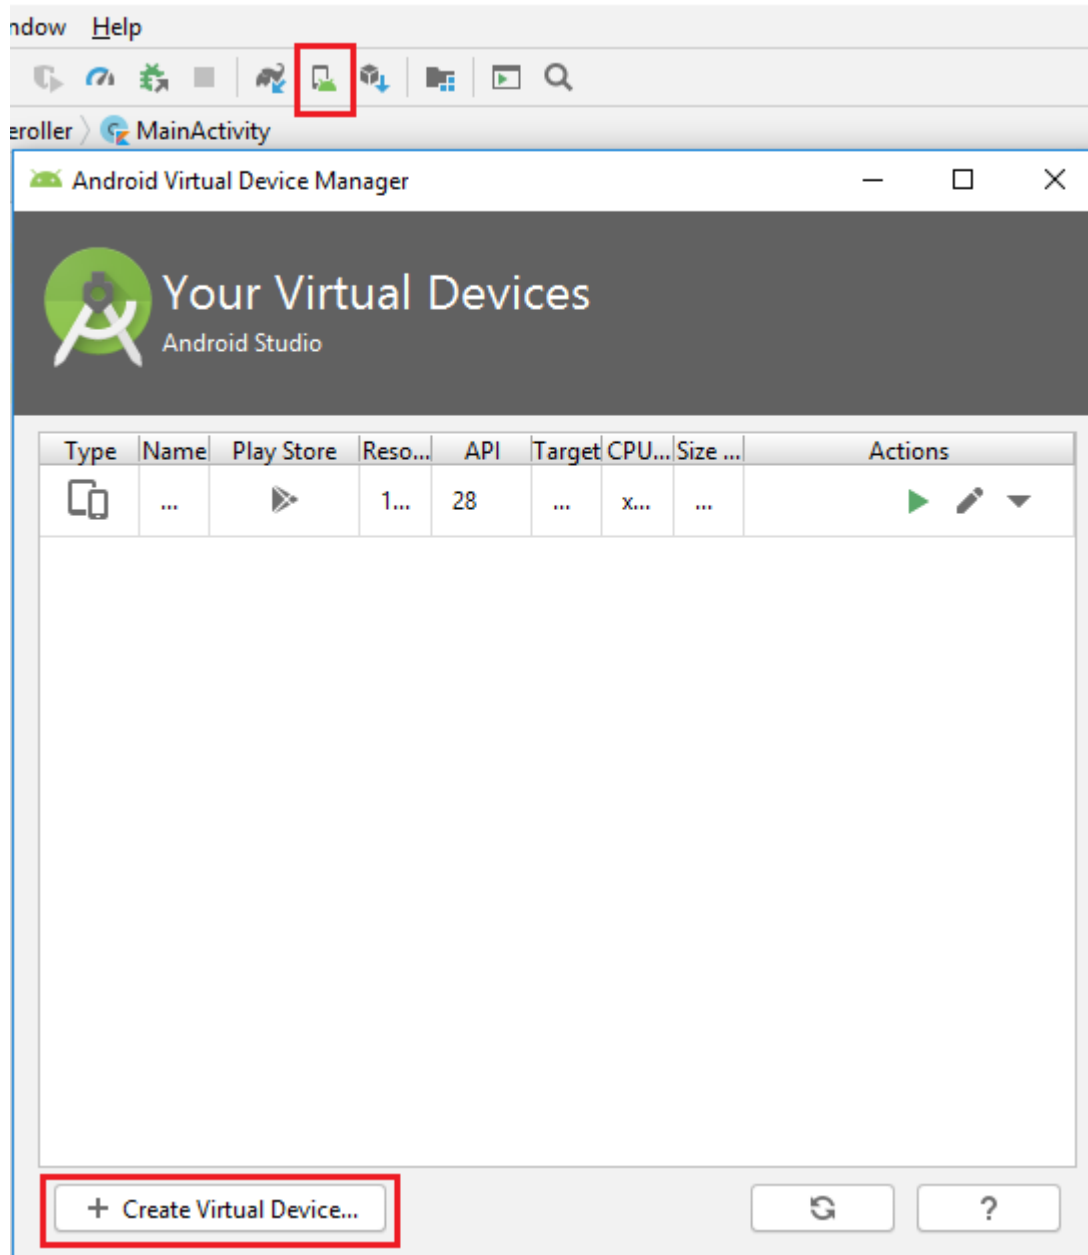 ndow Help
eroller MainActivity
Android Virtual Device Manager
Your Virtual Devices
Android Studio
Type Name Play Store Reso... API Target CPU... Size ... Actions
... 1... 28 ... x... ...
+ Create Virtual Device... ?